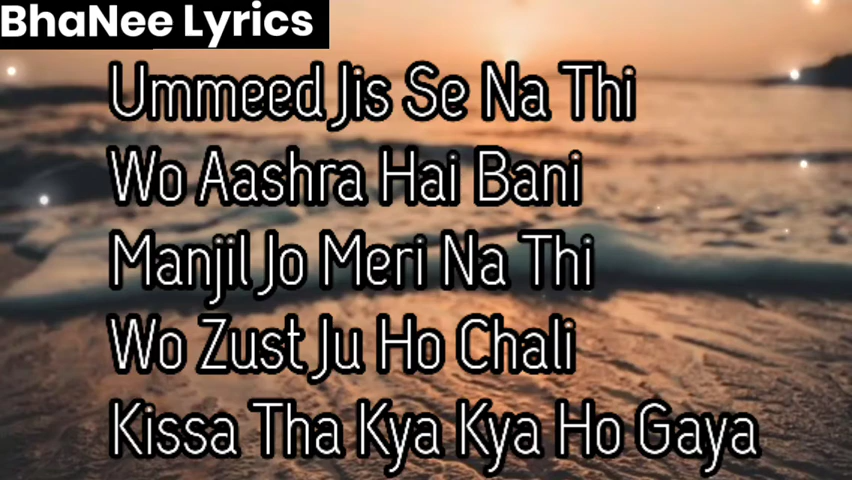 BhaNee Lyrics
Ummeed Jis Se Na Thi
Wo Aashra Hai Bani
Manjil Jo Meri Na Thi
Wo Zust Ju Ho Chali
Kissa Tha Kya Kya Ho Gaya